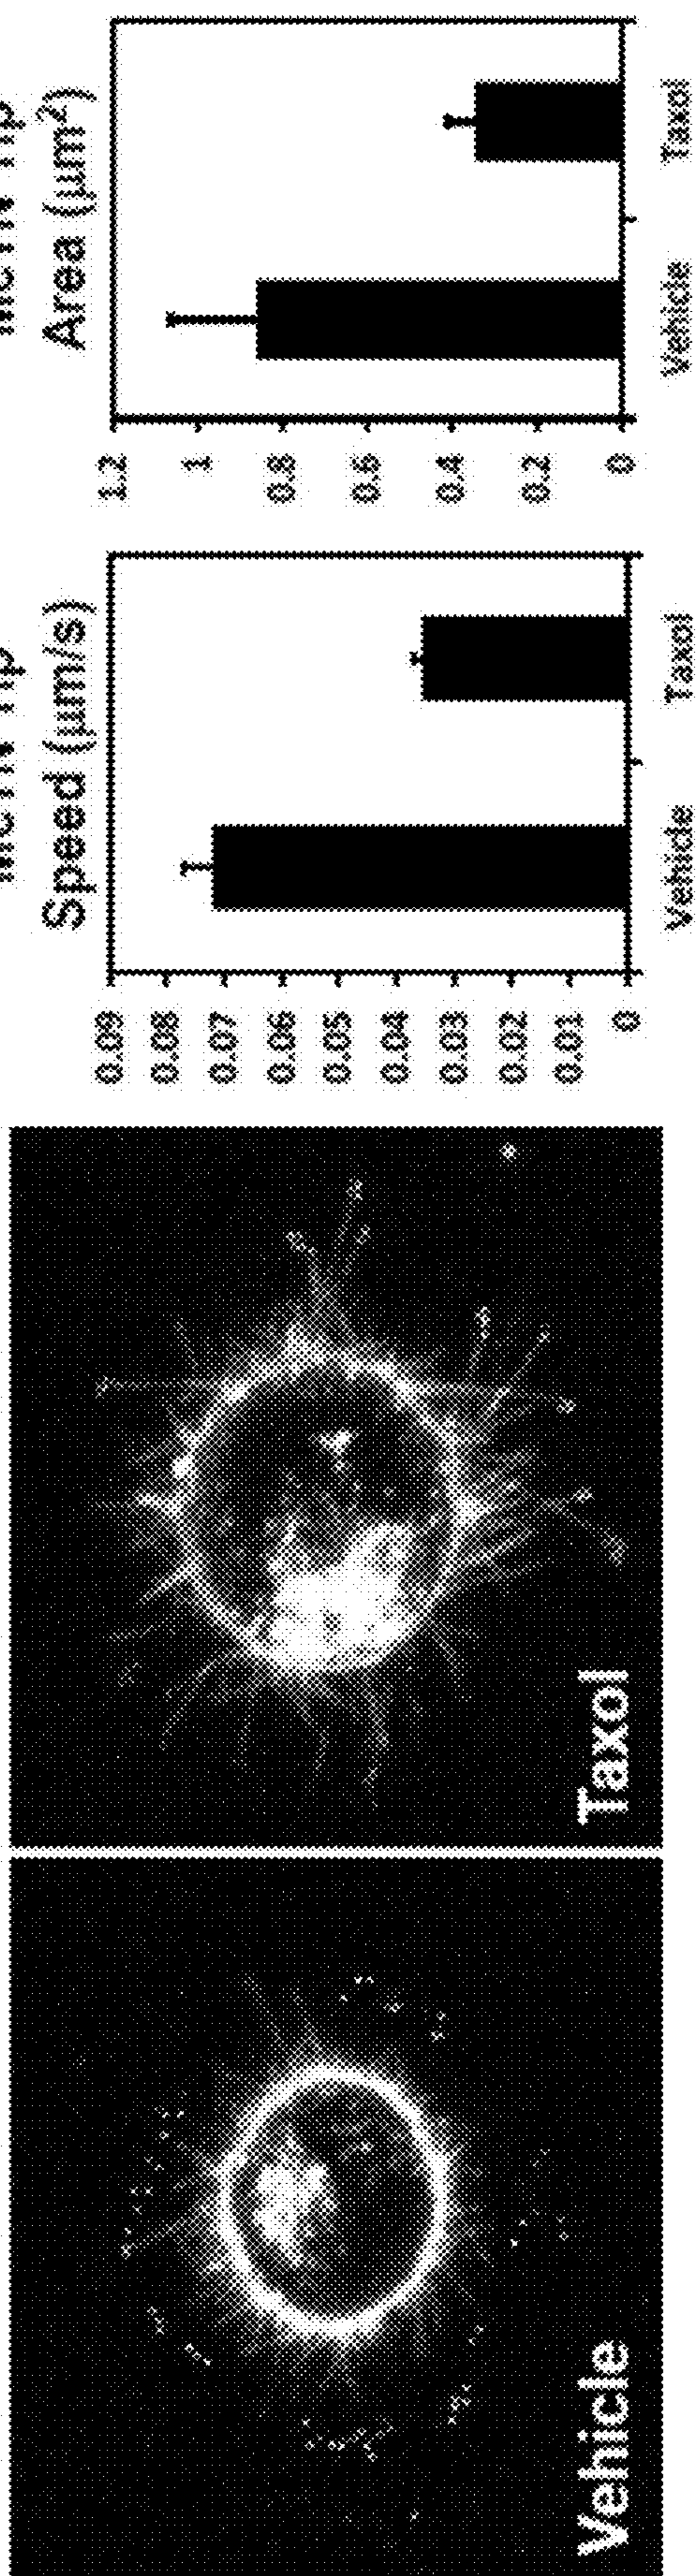 Vehicle
Taxol
Speed (μm/s)
0.09
0.08
0.07
0.06
0.05
0.04
0.03
0.02
0.01
0
Vehicle
Taxol
Area (μm²)
1.2
1
0.8
0.6
0.4
0.2
0
Vehicle
Taxol